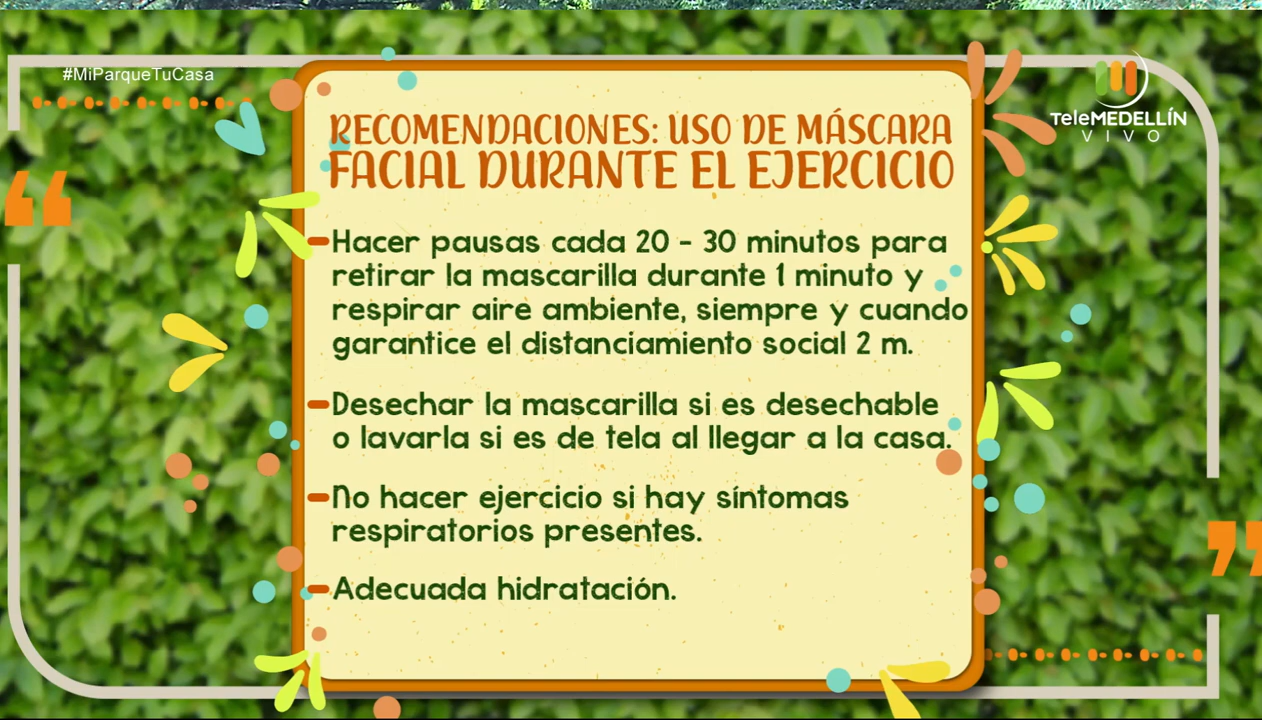 #MiParqueTuCasa
TeleMEDELLÍN
VIVO
RECOMENDACIONES: USO DE MÁSCARA
FACIAL DURANTE EL EJERCICIO
-Hacer pausas cada 20 - 30 minutos para
retirar la mascarilla durante 1 minuto y
respirar aire ambiente, siempre y cuando
garantice el distanciamiento social 2 m.
-Desechar la mascarilla si es desechable
o lavarla si es de tela al llegar a la casa.
-No hacer ejercicio si hay síntomas
respiratorios presentes.
-Adecuada hidratación.